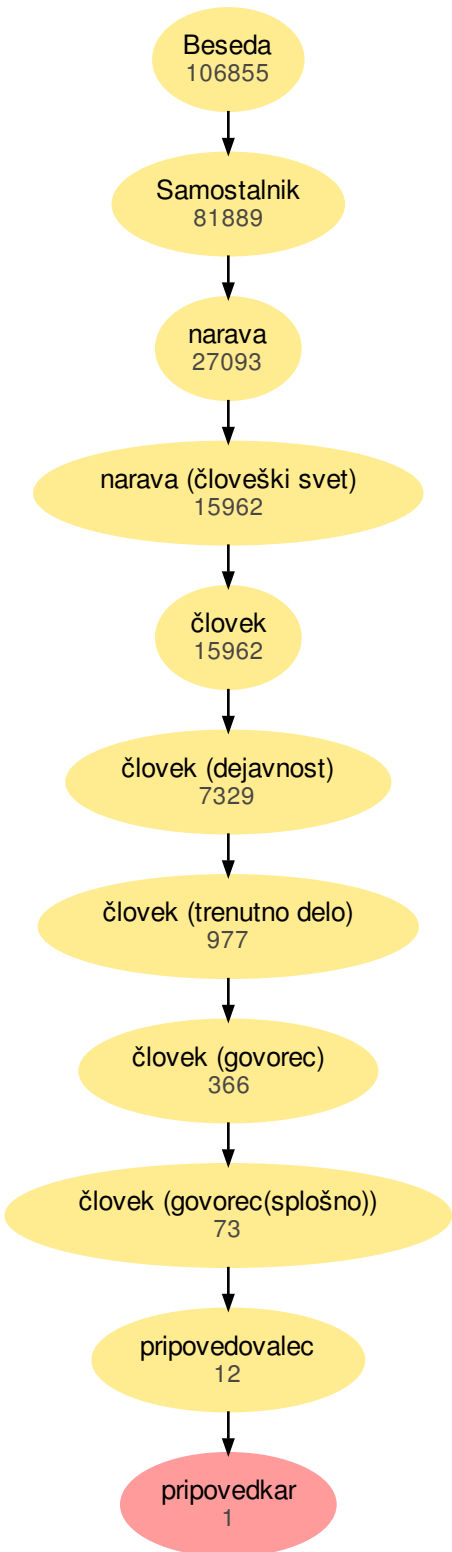 Beseda
106855
Samostalnik
81889
narava
27093
narava (človeški svet)
15962
človek
15962
človek (dejavnost)
7329
človek (trenutno delo)
977
človek (govorec)
366
človek (govorec(splošno))
73
pripovedovalec
12
pripovedkar
1